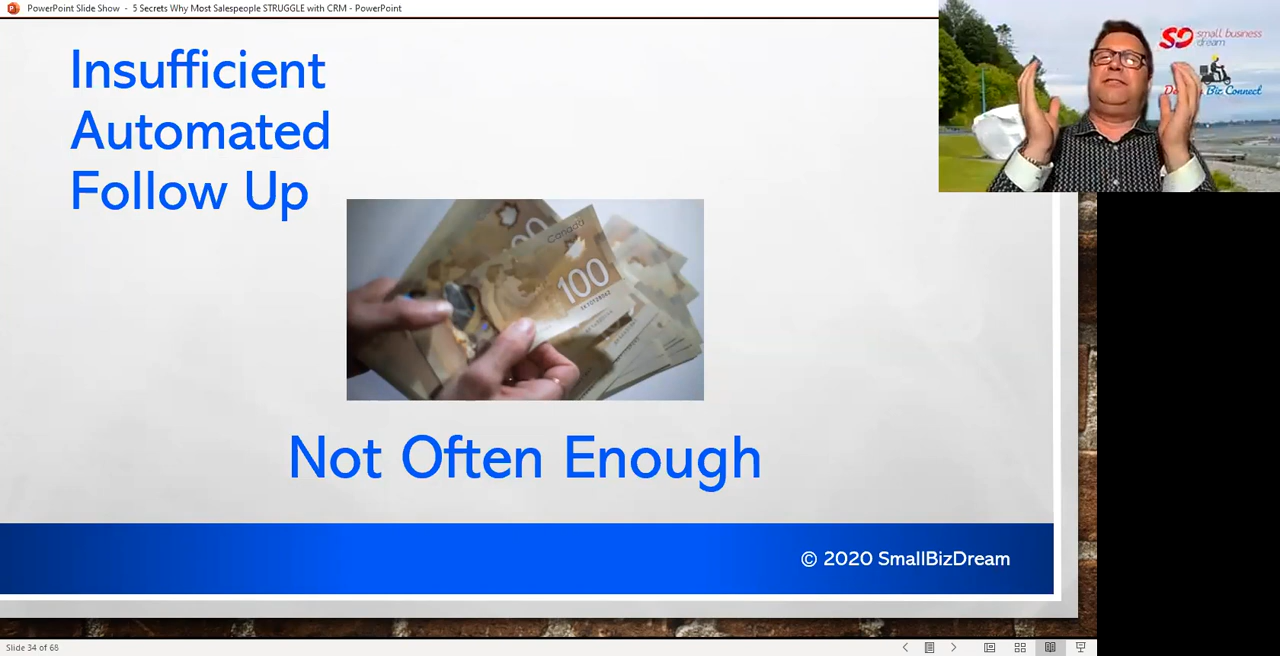 PowerPoint Slide Show - 5 Secrets Why Most Salespeople STRUGGLE with CRM - PowerPoint
small business
dream
Biz Connect
Insufficient
Automated
Follow Up
Canada
100
Not Often Enough
© 2020 SmallBizDream
Slide 34 of 68